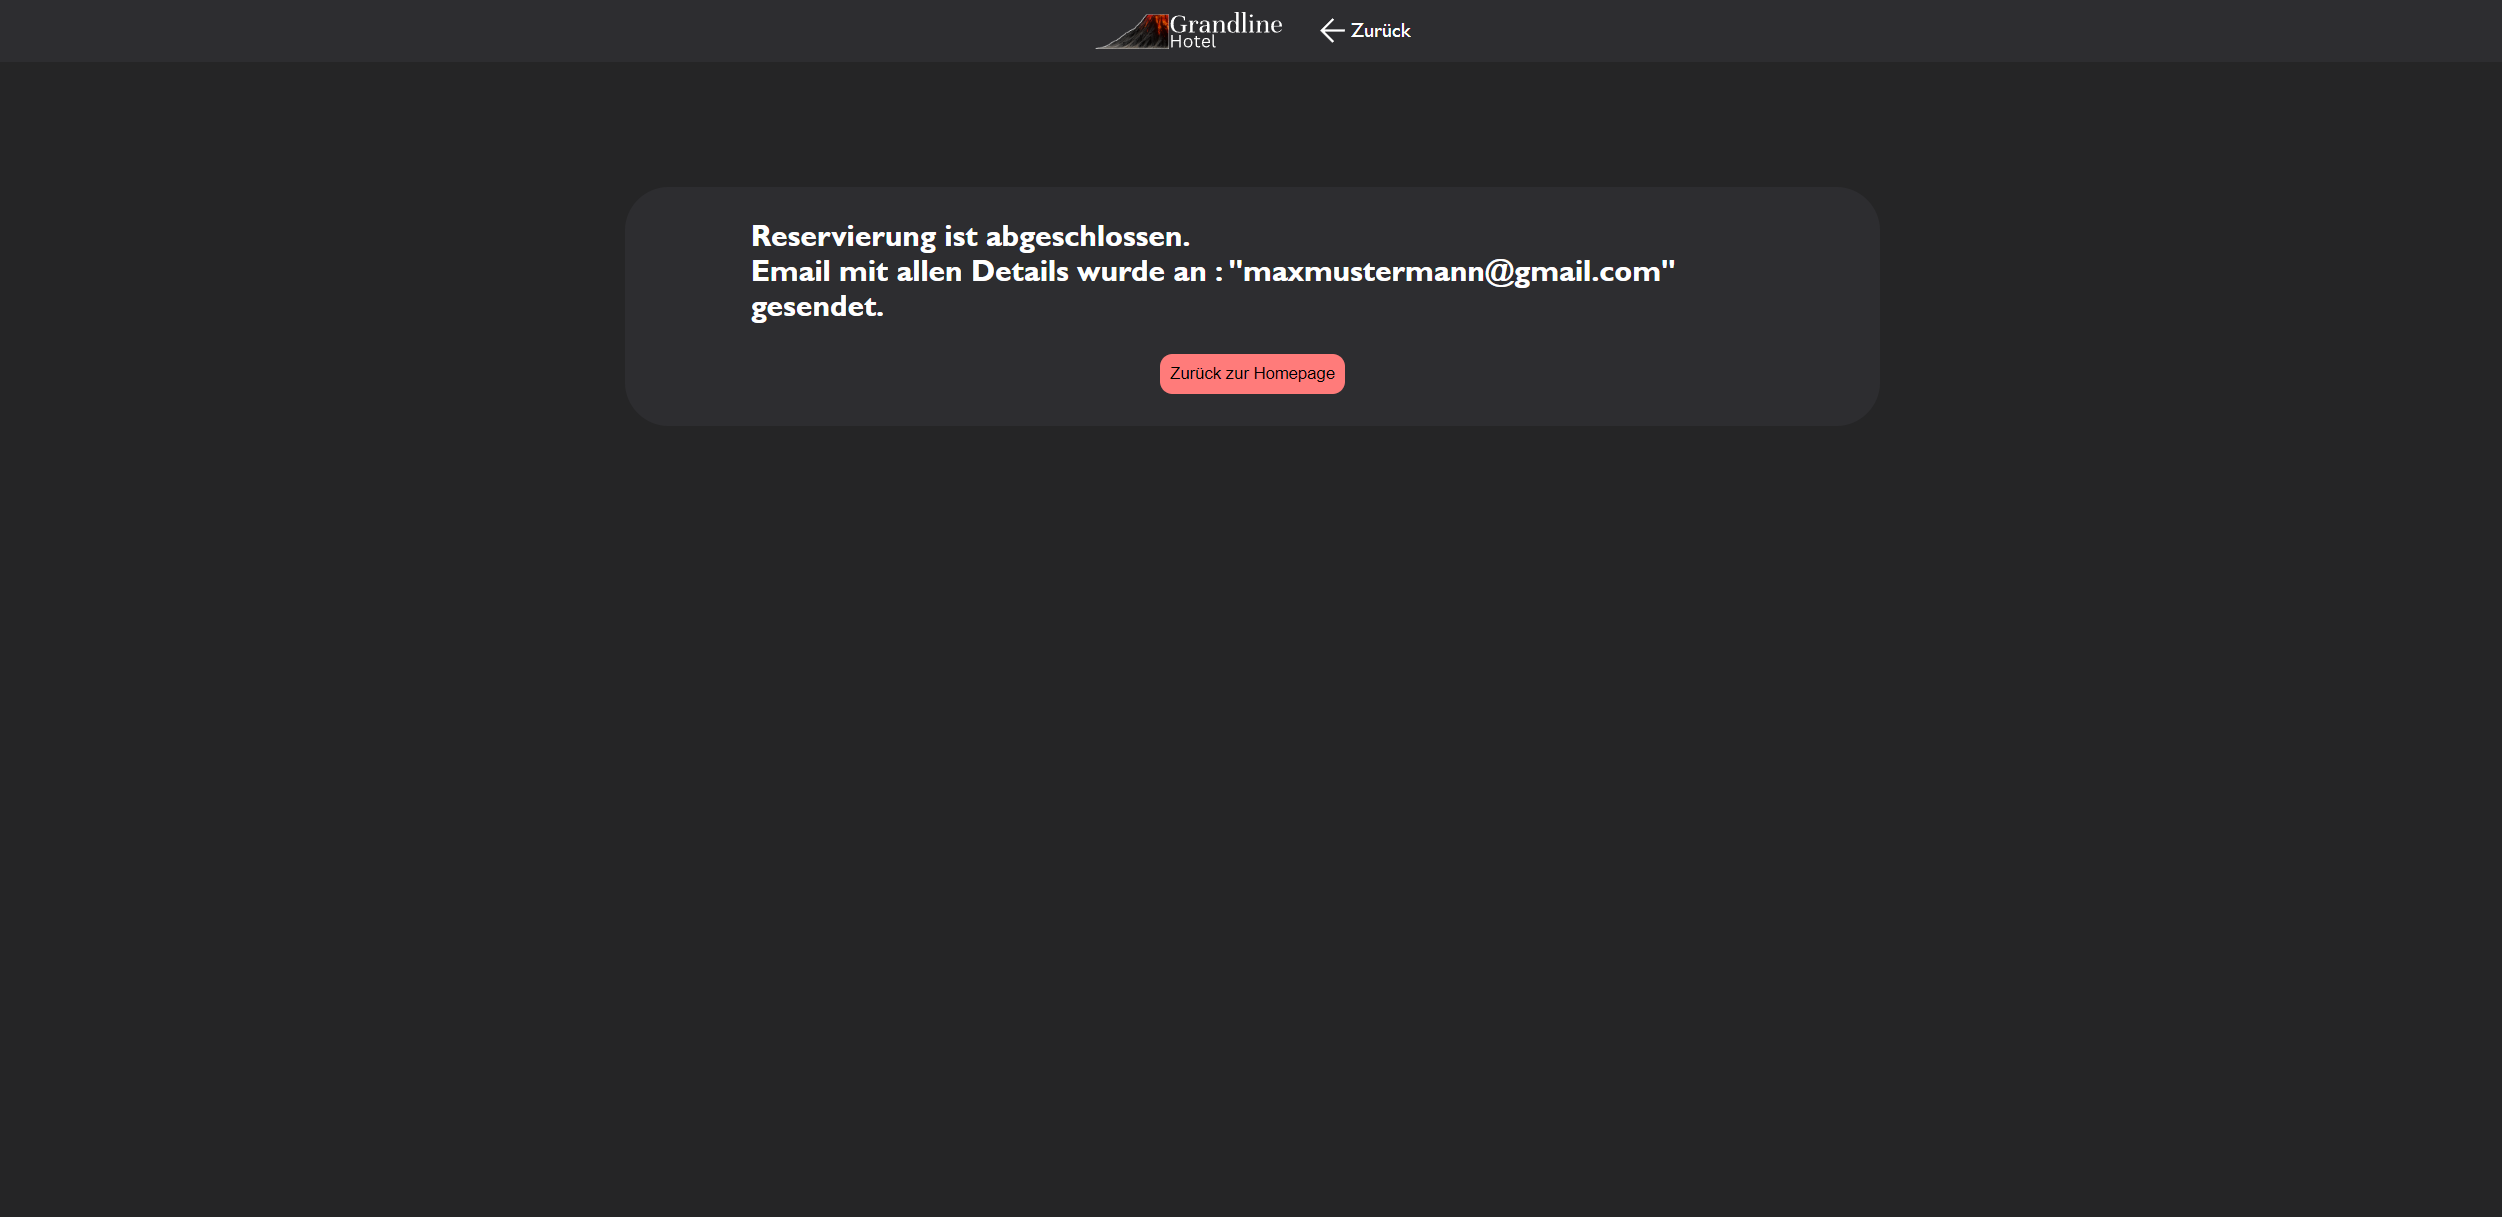 Grandline
Hotel
Zurück
Reservierung ist abgeschlossen.
Email mit allen Details wurde an : "maxmustermann@gmail.com"
gesendet.
Zurück zur Homepage